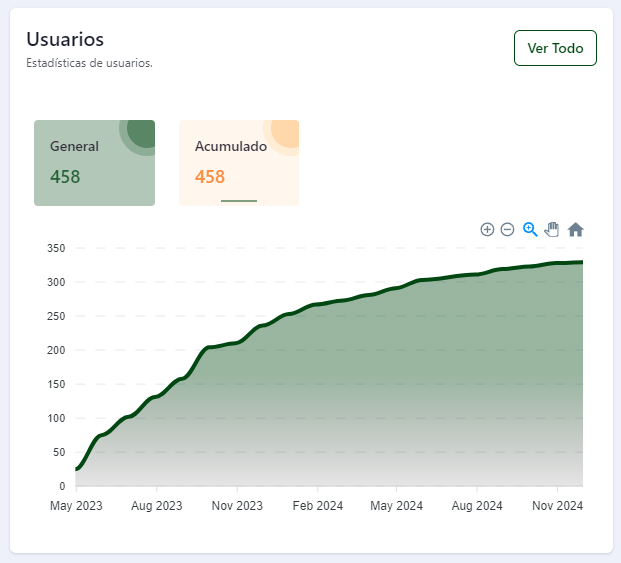 Usuarios
Estadísticas de usuarios.
Ver Todo
General
458
Acumulado
458
350
300
250
200
150
100
50
0
May 2023 Aug 2023 Nov 2023 Feb 2024 May 2024 Aug 2024 Nov 2024